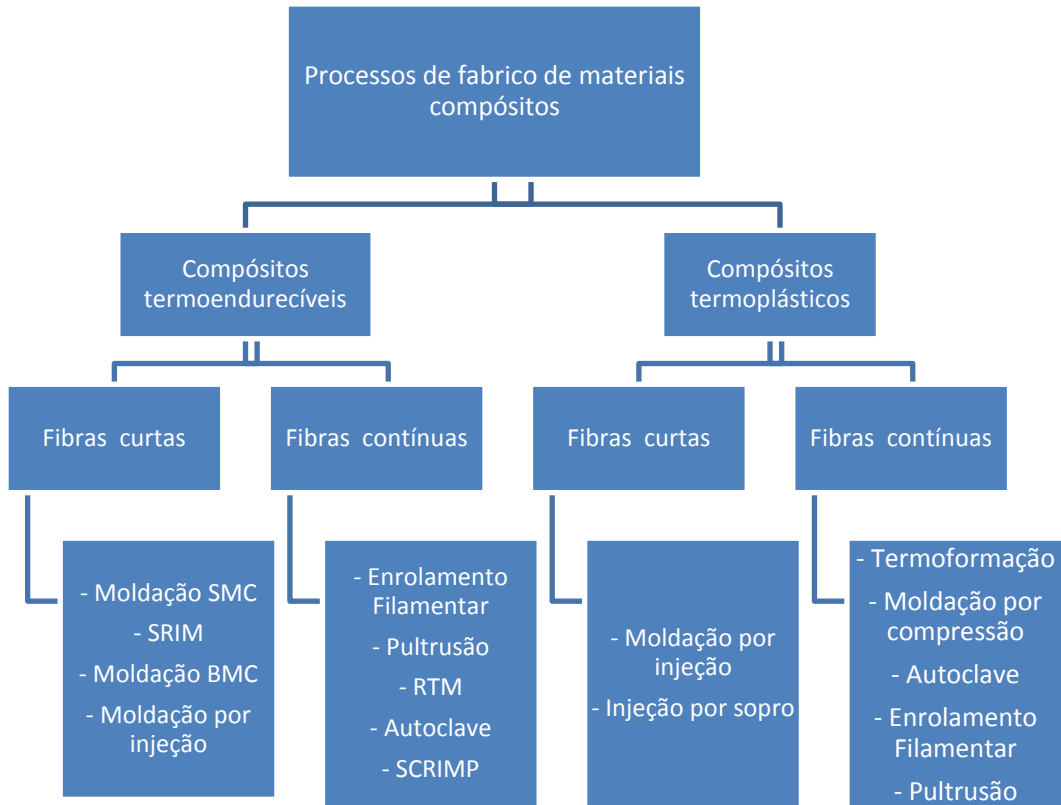 Processos de fabrico de materiais
compósitos
Compósitos
termoendurecíveis
Compósitos
termoplásticos
Fibras curtas
Fibras contínuas
Fibras curtas
Fibras contínuas
- Moldação SMC
- SRIM
- Moldação BMC
- Moldação por
injeção
- Enrolamento
Filamentar
- Pultrusão
- RTM
- Autoclave
- SCRIMP
- Moldação por
injeção
- Injeção por sopro
- Termoformação
- Moldação por
compressão
- Autoclave
- Enrolamento
Filamentar
- Pultrusão